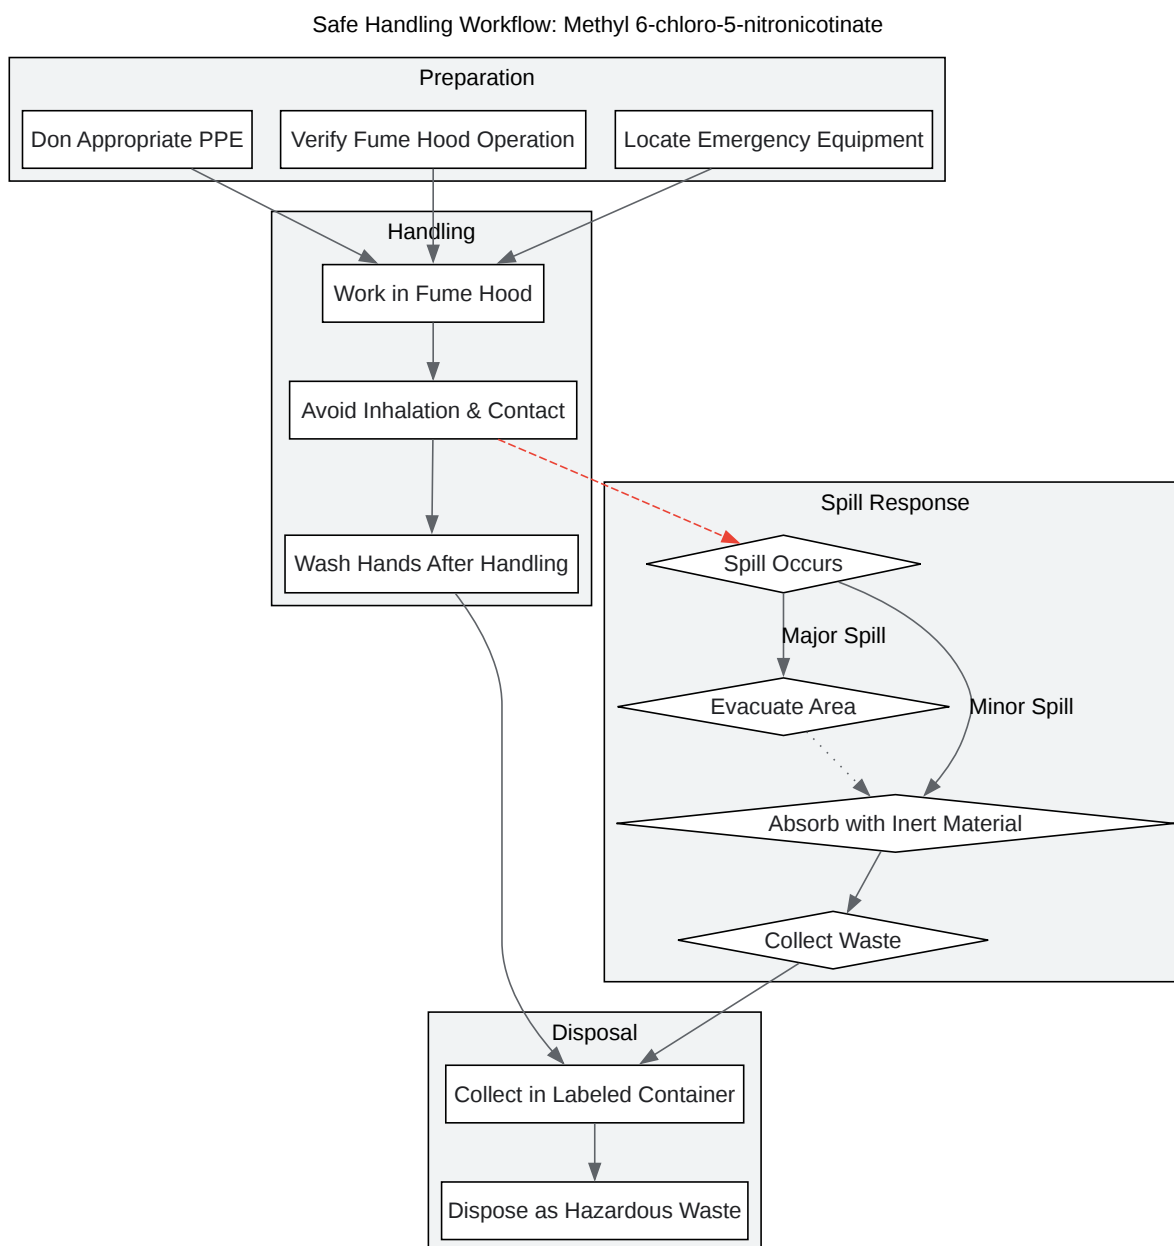 Safe Handling Workflow: Methyl 6-chloro-5-nitronicotinate
Preparation
Don Appropriate PPE
Verify Fume Hood Operation
Locate Emergency Equipment
Handling
Work in Fume Hood
Avoid Inhalation & Contact
Wash Hands After Handling
Spill Response
Spill Occurs
Major Spill
Evacuate Area
Minor Spill
Absorb with Inert Material
Collect Waste
Disposal
Collect in Labeled Container
Dispose as Hazardous Waste